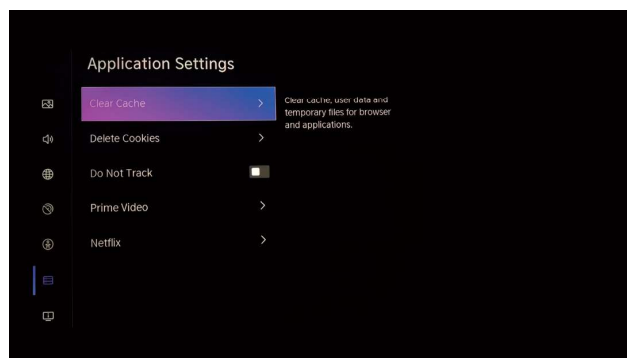 Application Settings
Clear Cache
Clear cache, user data and
temporary files for browser
and applications.
Delete Cookies
Do Not Track
Prime Video
Netflix